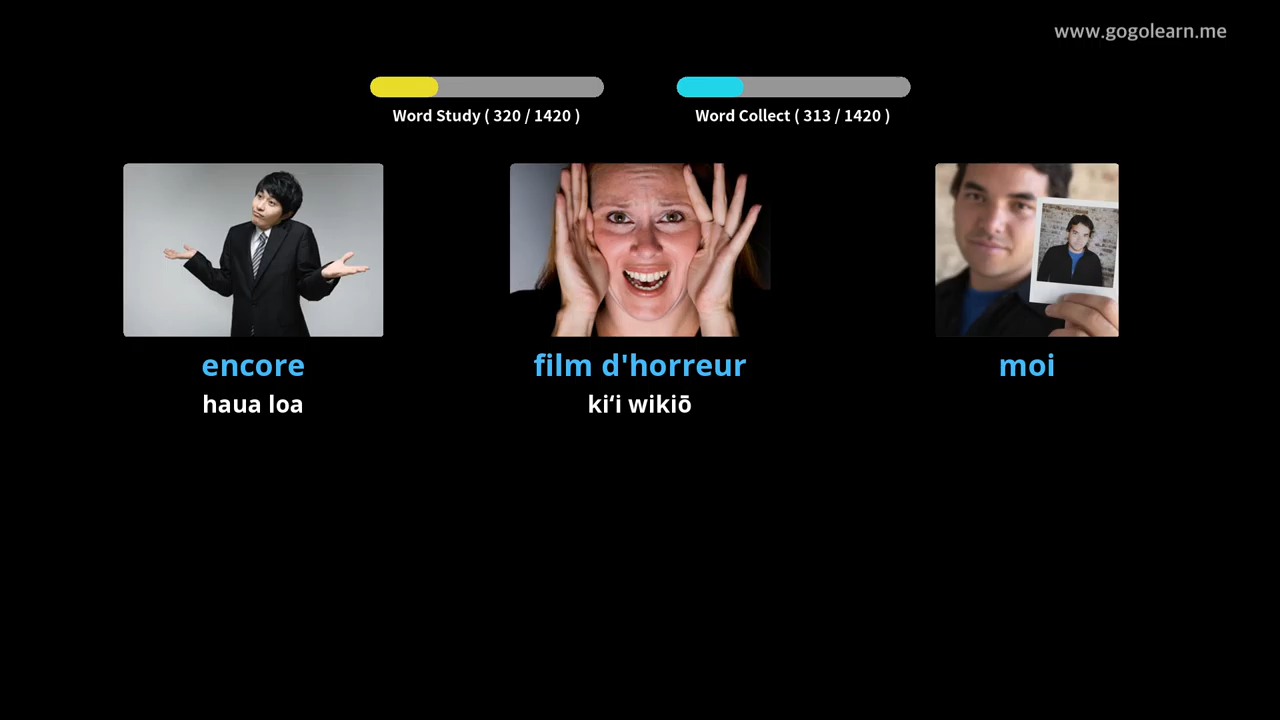 www.gogolearn.me
Word Study ( 320 / 1420 )
Word Collect ( 313 / 1420 )
encore
haua loa
film d'horreur
kiʻi wikiō
moi